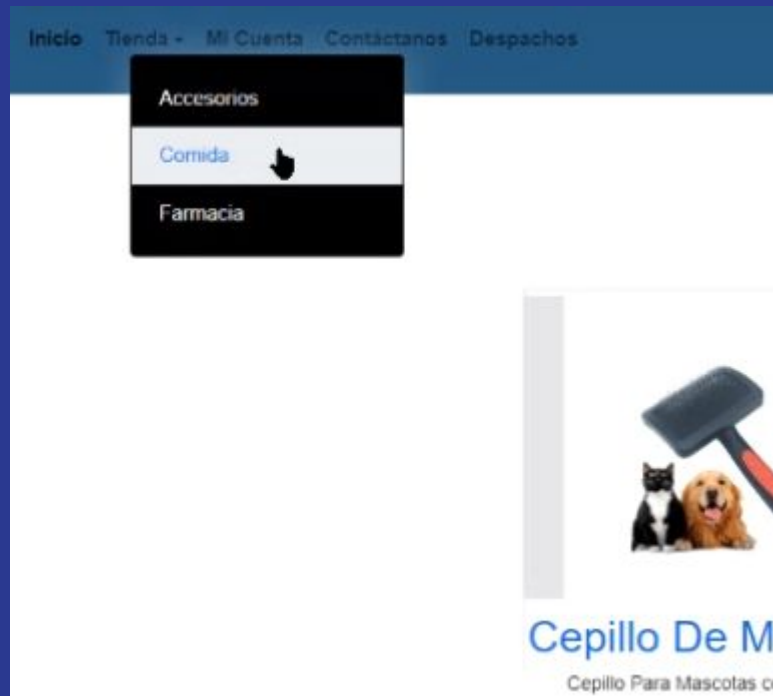 Inicio Tienda Mi Cuenta Contáctanos Despachos
Accesorios
Comida
Farmacia
Cepillo De M
Cepillo Para Mascotas c